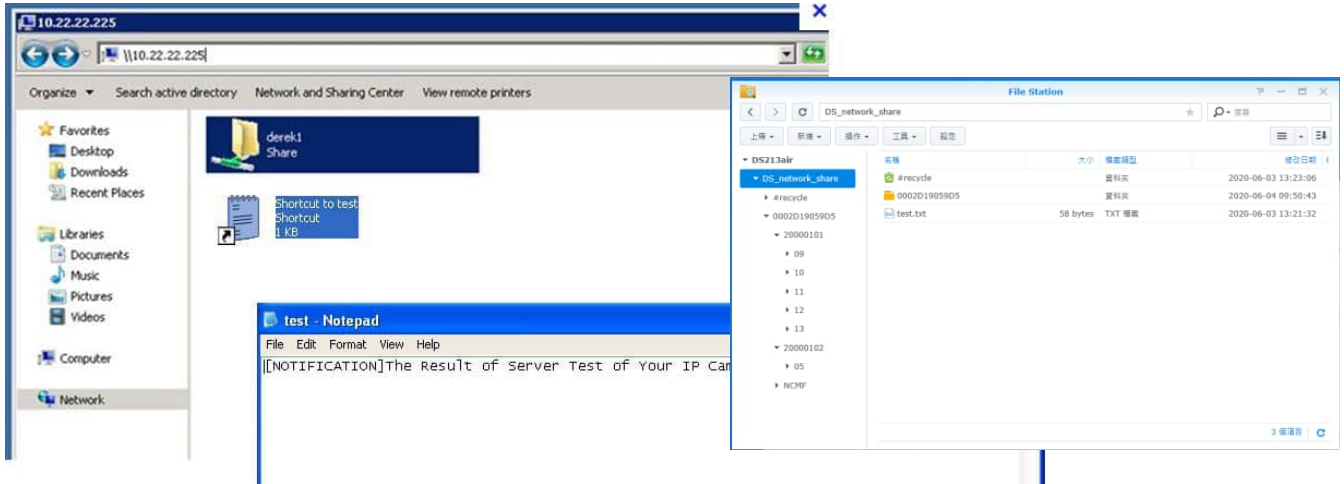 10.22.22.225
\\10.22.22.225
Organize Search active directory Network and Sharing Center View remote printers
Favorites
Desktop
Downloads
Recent Places
Libraries
Documents
Music
Pictures
Videos
Computer
Network
derek1
Share
Shortcut to test
Shortcut
1 KB
test - Notepad
File Edit Format View Help
[NOTIFICATION]The Result of Server Test of Your IP Cam
File Station
DS_network_share
搜尋
上傳 新增 操作 工具 設定
DS213air
DS_network_share
#recycle
0002D19059D5
20000101
09
10
11
12
13
20000102
05
NCMF
名稱 大小 檔案類型 修改日期
#recycle 資料夾 2020-06-03 13:23:06
0002D19059D5 資料夾 2020-06-04 09:50:43
test.txt 58 bytes TXT 檔案 2020-06-03 13:21:32
3 個項目